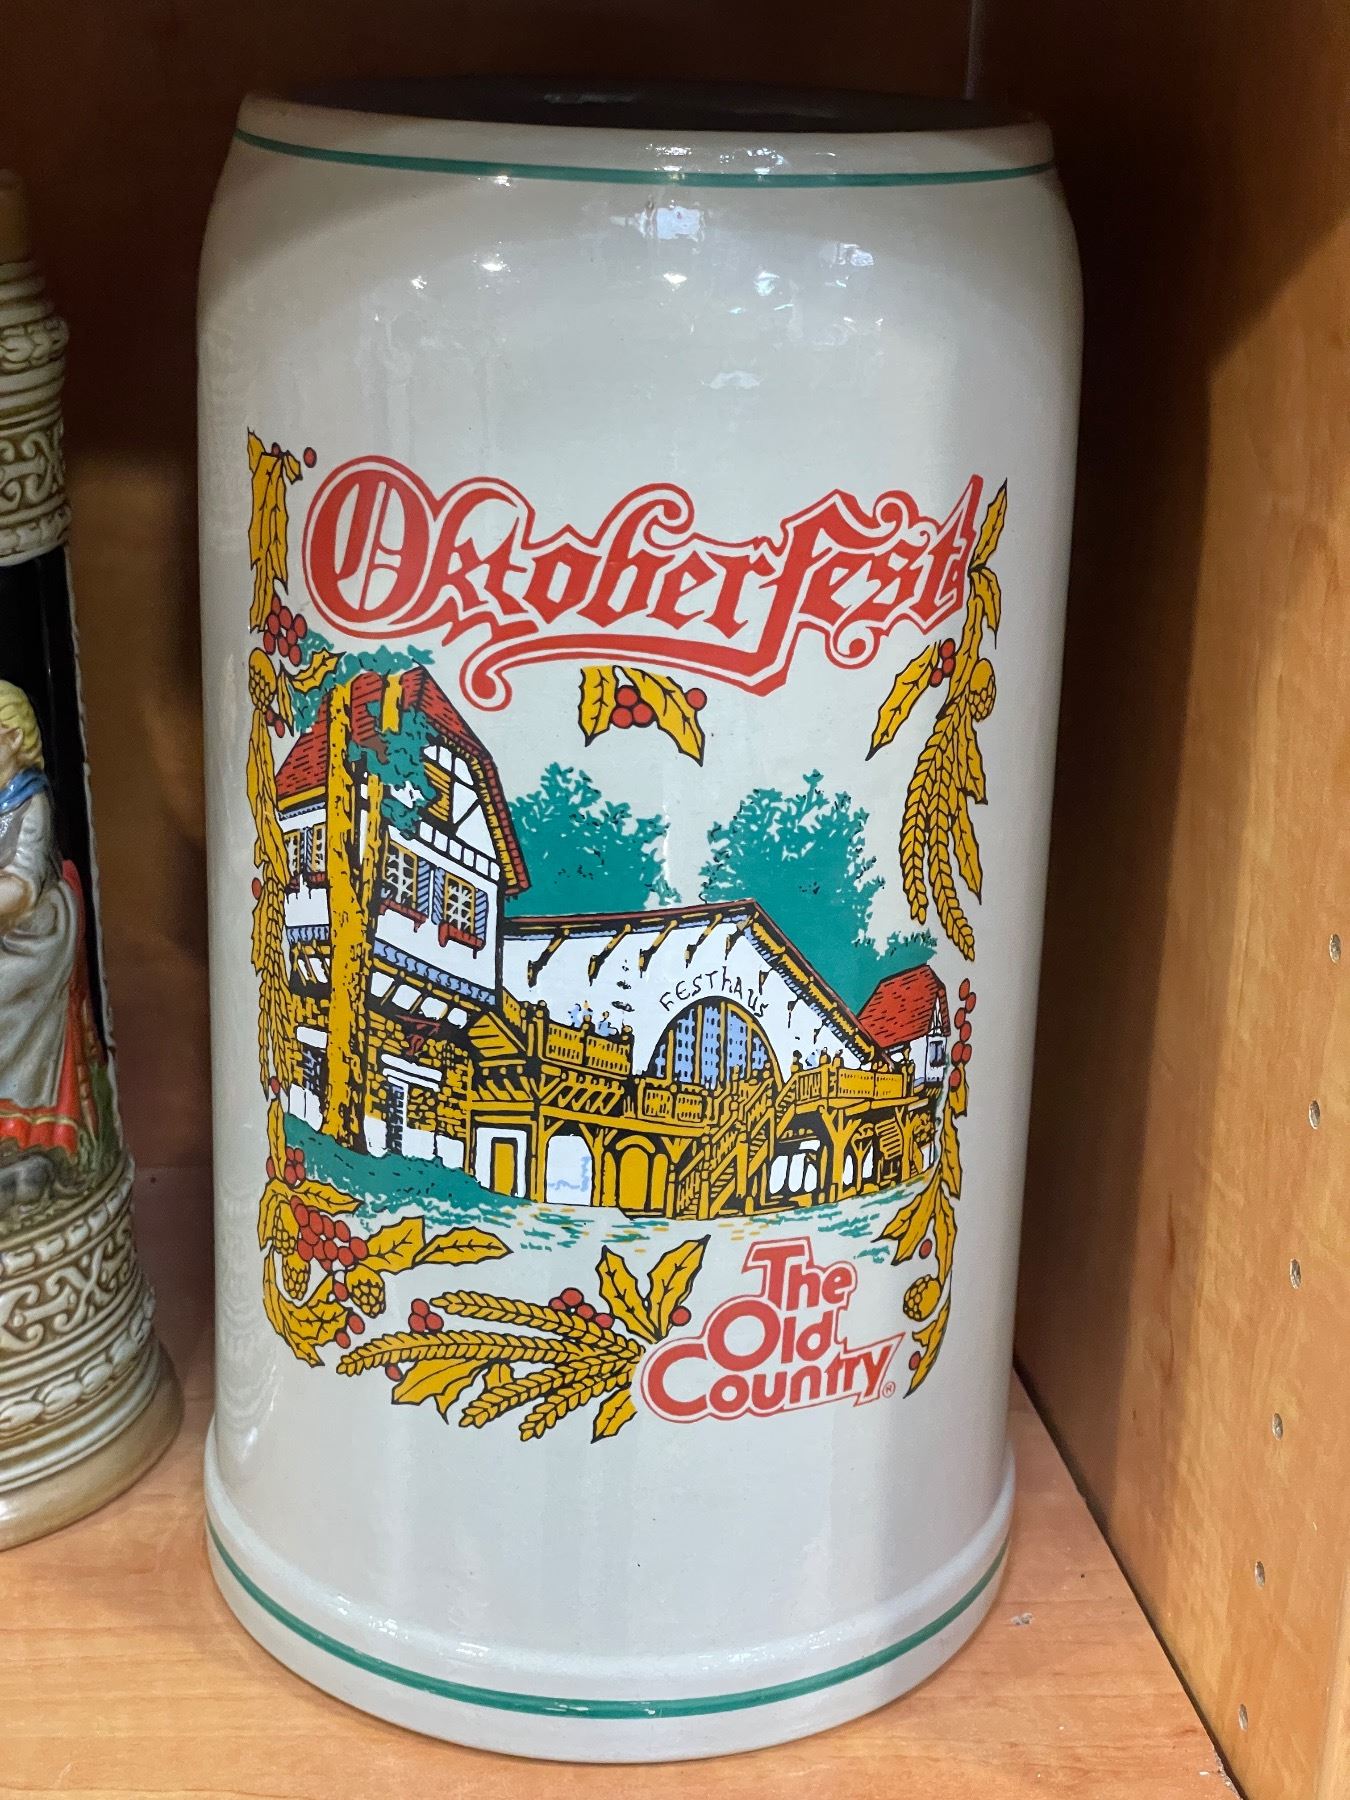 Oktoberfest
FESThAUS
The
Old
Country®